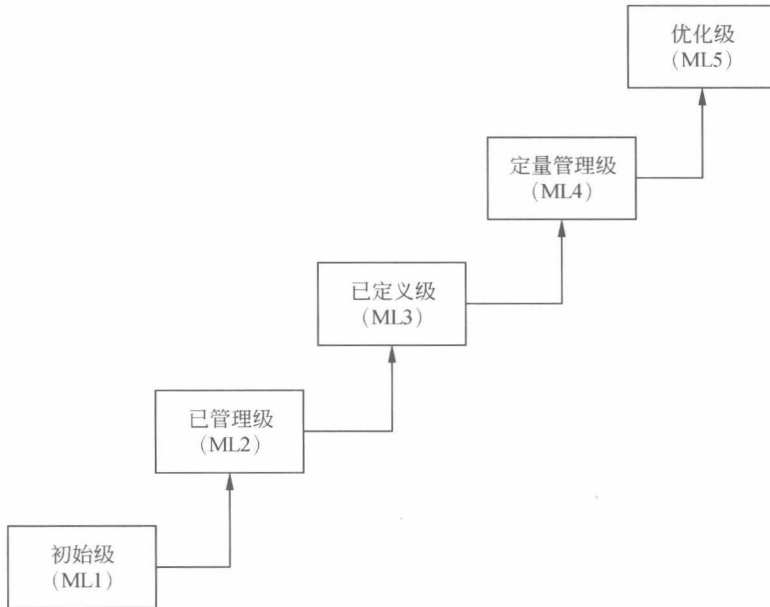 优化级
(ML5)
定量管理级
(ML4)
已定义级
(ML3)
已管理级
(ML2)
初始级
(ML1)